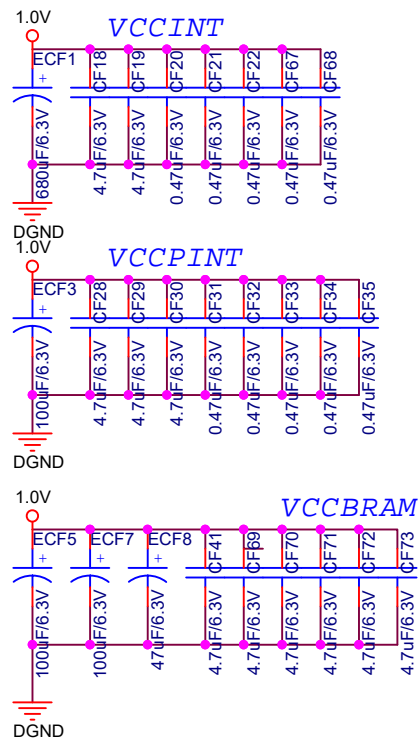 1.0V
VCCINT
ECF1
CF18
CF19
CF20
CF21
CF22
CF67
CF68
+
680uF/6.3V
4.7uF/6.3V
4.7uF/6.3V
0.47uF/6.3V
0.47uF/6.3V
0.47uF/6.3V
0.47uF/6.3V
0.47uF/6.3V
DGND
1.0V
VCCPINT
ECF3
CF28
CF29
CF30
CF31
CF32
CF33
CF34
CF35
+
100uF/6.3V
4.7uF/6.3V
4.7uF/6.3V
4.7uF/6.3V
0.47uF/6.3V
0.47uF/6.3V
0.47uF/6.3V
0.47uF/6.3V
0.47uF/6.3V
DGND
1.0V
VCCBRAM
ECF5
ECF7
ECF8
CF41
CF69
CF70
CF71
CF72
CF73
+
+
+
100uF/6.3V
100uF/6.3V
47uF/6.3V
4.7uF/6.3V
4.7uF/6.3V
4.7uF/6.3V
4.7uF/6.3V
4.7uF/6.3V
4.7uF/6.3V
DGND